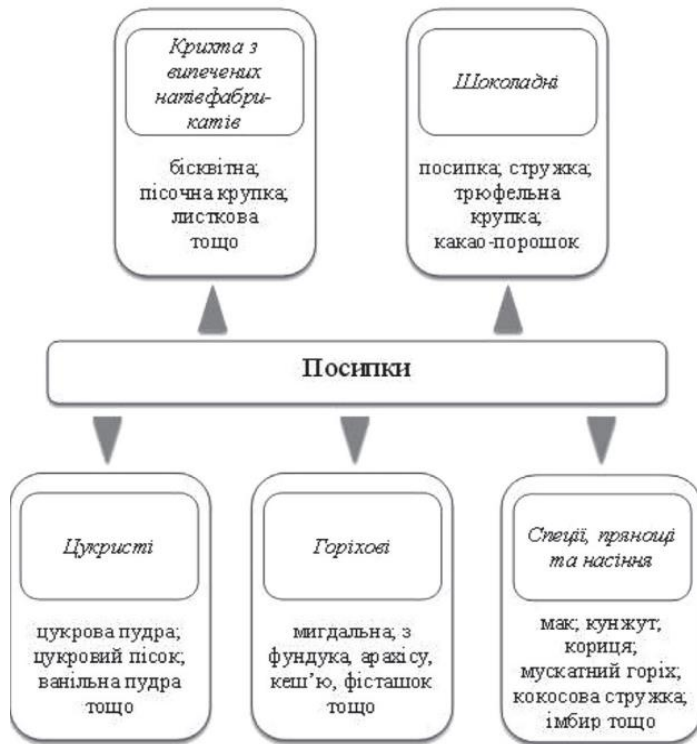 Крихта з
випечених
напівфабри-
катів
бісквітна;
пісочна крупка;
листкова
тощо
Шоколадні
посипка; стружка;
трюфельна
крупка;
какао-порошок
Посипки
Цукристі
цукрова пудра;
цукровий пісок;
ванільна пудра
тощо
Горіхові
мигдальна; з
фундука, арахісу,
кеш’ю, фісташок
тощо
Спеції, прянощі
та насіння
мак; кунжут;
кориця;
мускатний горіх;
кокосова стружка;
імбир тощо